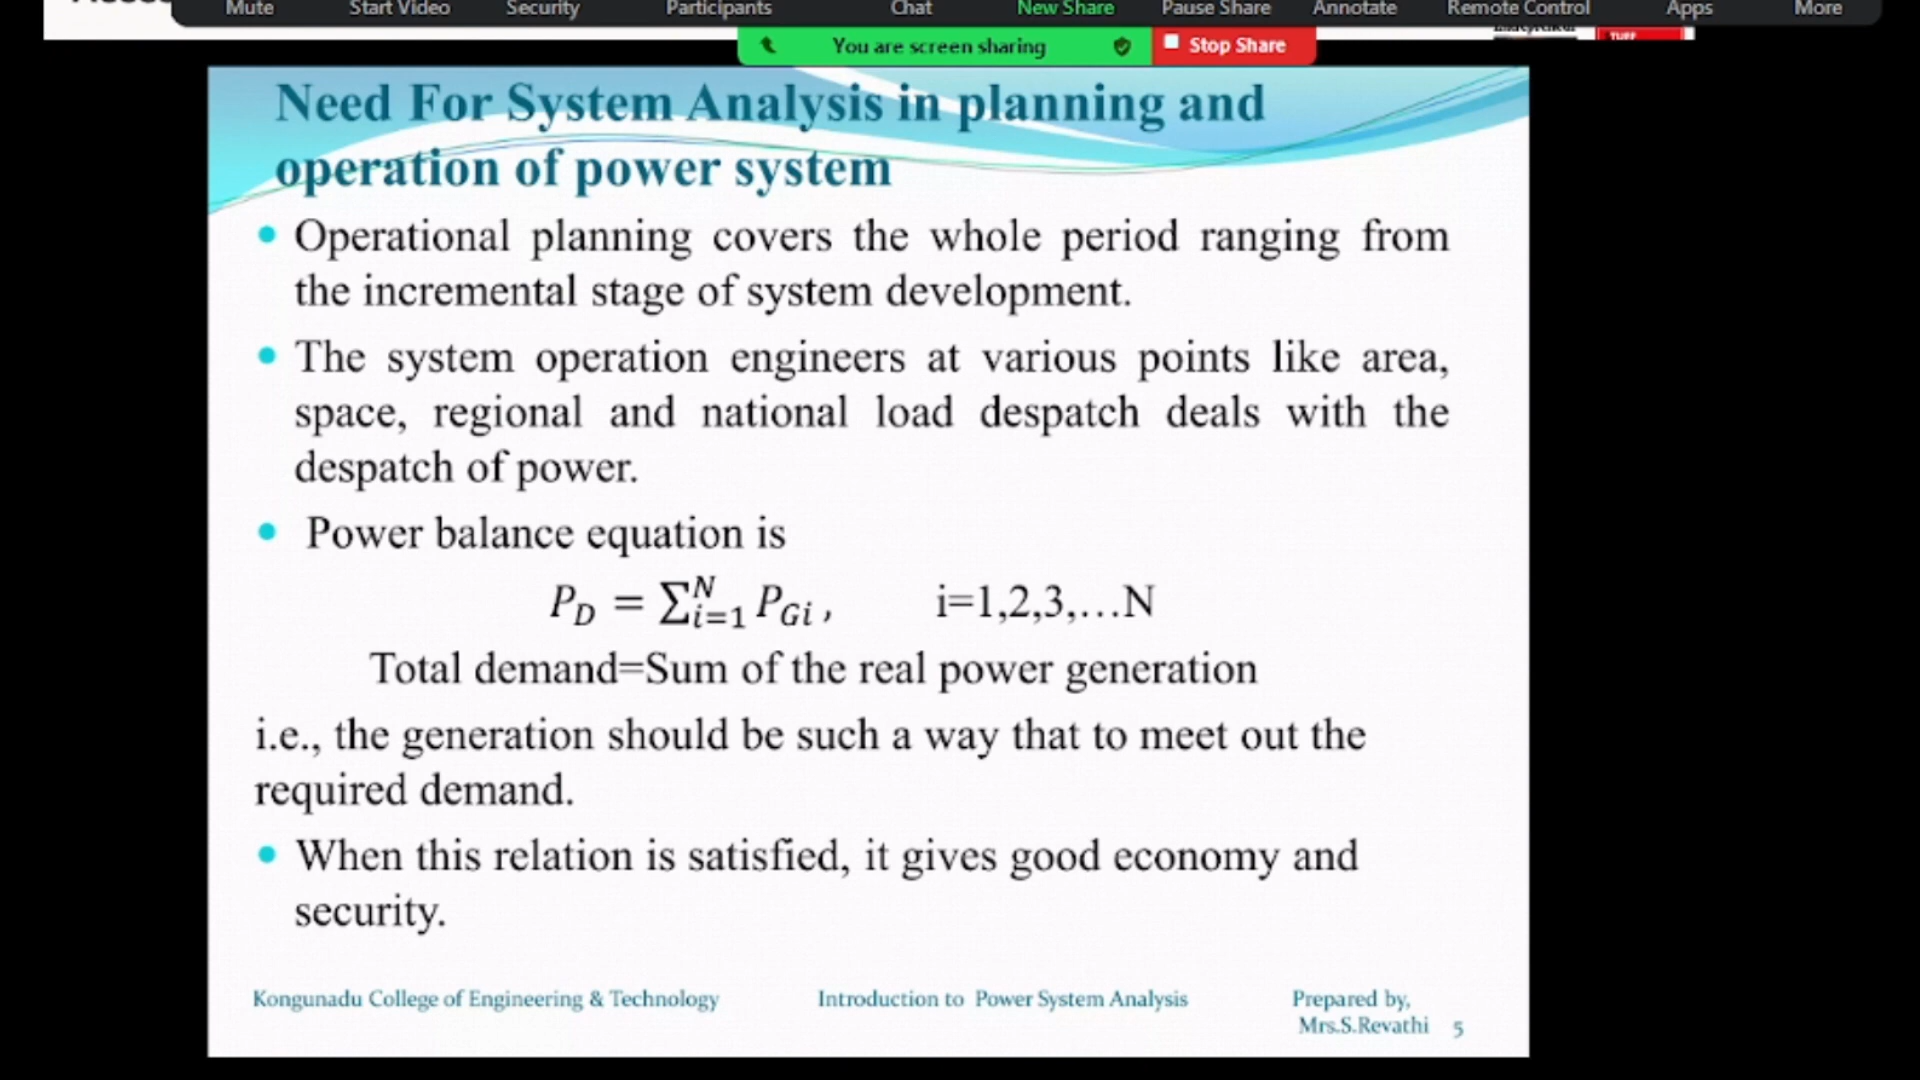 Mute Start Video Security Participants Chat New Share Pause Share Annotate Remote Control Apps More
You are screen sharing Stop Share
TUFF
Need For System Analysis in planning and
operation of power system
• Operational planning covers the whole period ranging from
the incremental stage of system development.
• The system operation engineers at various points like area,
space, regional and national load despatch deals with the
despatch of power.
• Power balance equation is
P_D = ∑_{i=1}^{N} P_{Gi} , i=1,2,3,...N
Total demand=Sum of the real power generation
i.e., the generation should be such a way that to meet out the
required demand.
• When this relation is satisfied, it gives good economy and
security.
Kongunadu College of Engineering & Technology Introduction to Power System Analysis Prepared by,
Mrs.S.Revathi 5